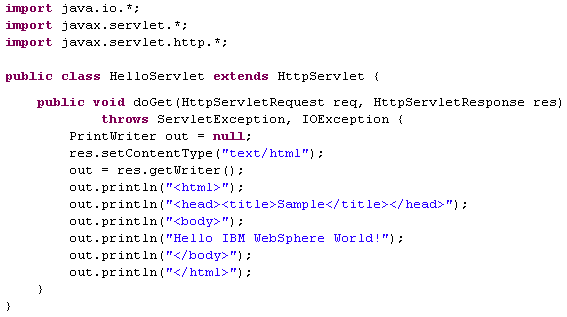 import java.io.*;
import javax.servlet.*;
import javax.servlet.http.*;

public class HelloServlet extends HttpServlet {

    public void doGet(HttpServletRequest req, HttpServletResponse res)
            throws ServletException, IOException {
        PrintWriter out = null;
        res.setContentType("text/html");
        out = res.getWriter();
        out.println("<html>");
        out.println("<head><title>Sample</title></head>");
        out.println("<body>");
        out.println("Hello IBM WebSphere World!");
        out.println("</body>");
        out.println("</html>");
    }
}